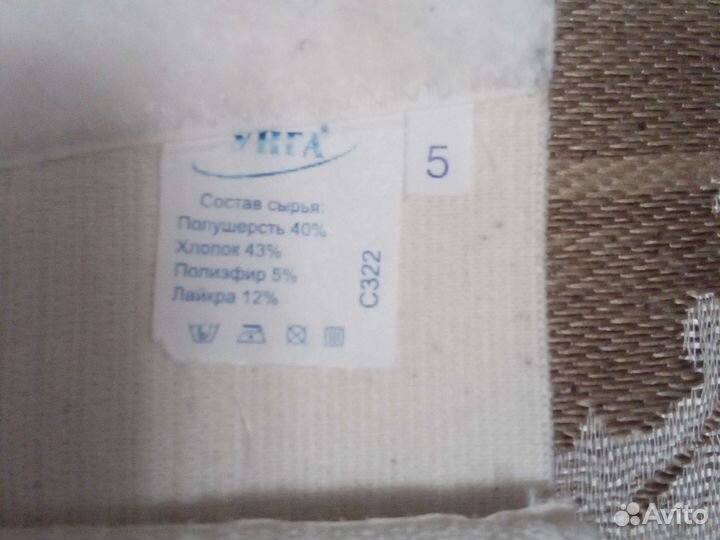 УНГА®
5
Состав сырья:
Полушерсть 40%
Хлопок 43%
Полиэфир 5%
Лайкра 12%
С322
Avito